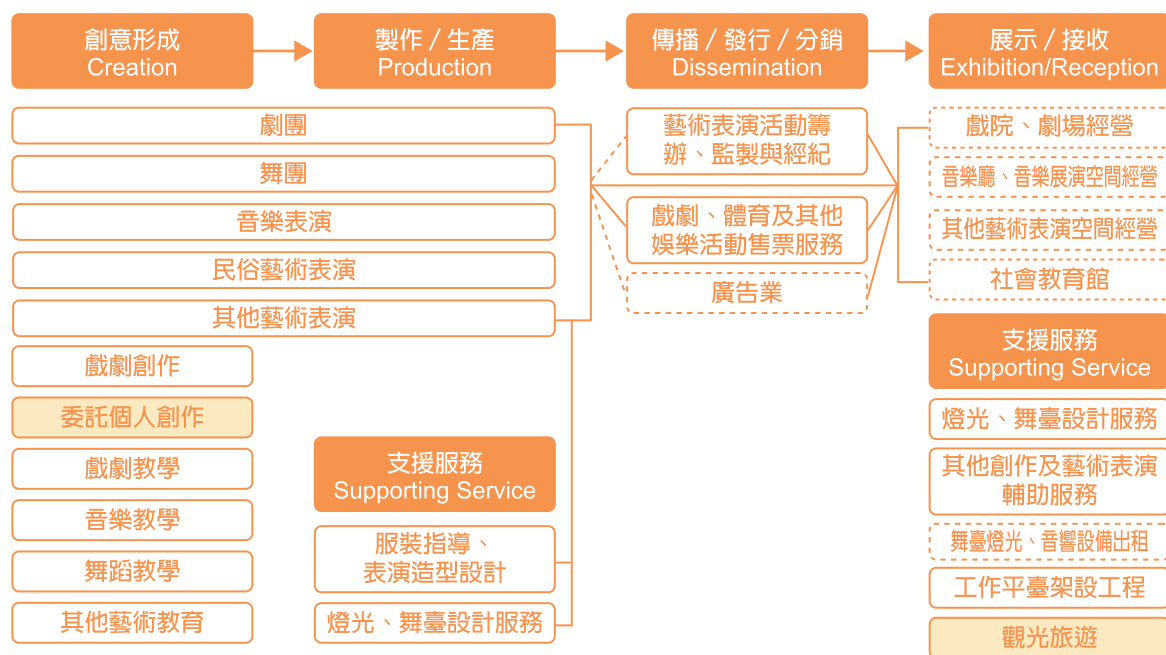 創意形成
Creation
製作 / 生產
Production
傳播 / 發行 / 分銷
Dissemination
展示 / 接收
Exhibition/Reception
劇團
舞團
音樂表演
民俗藝術表演
其他藝術表演
戲劇創作
委託個人創作
戲劇教學
音樂教學
舞蹈教學
其他藝術教育
支援服務
Supporting Service
服裝指導、
表演造型設計
燈光、舞臺設計服務
藝術表演活動籌
辦、監製與經紀
戲劇、體育及其他
娛樂活動售票服務
廣告業
戲院、劇場經營
音樂廳、音樂展演空間經營
其他藝術表演空間經營
社會教育館
支援服務
Supporting Service
燈光、舞臺設計服務
其他創作及藝術表演
輔助服務
舞臺燈光、音響設備出租
工作平臺架設工程
觀光旅遊